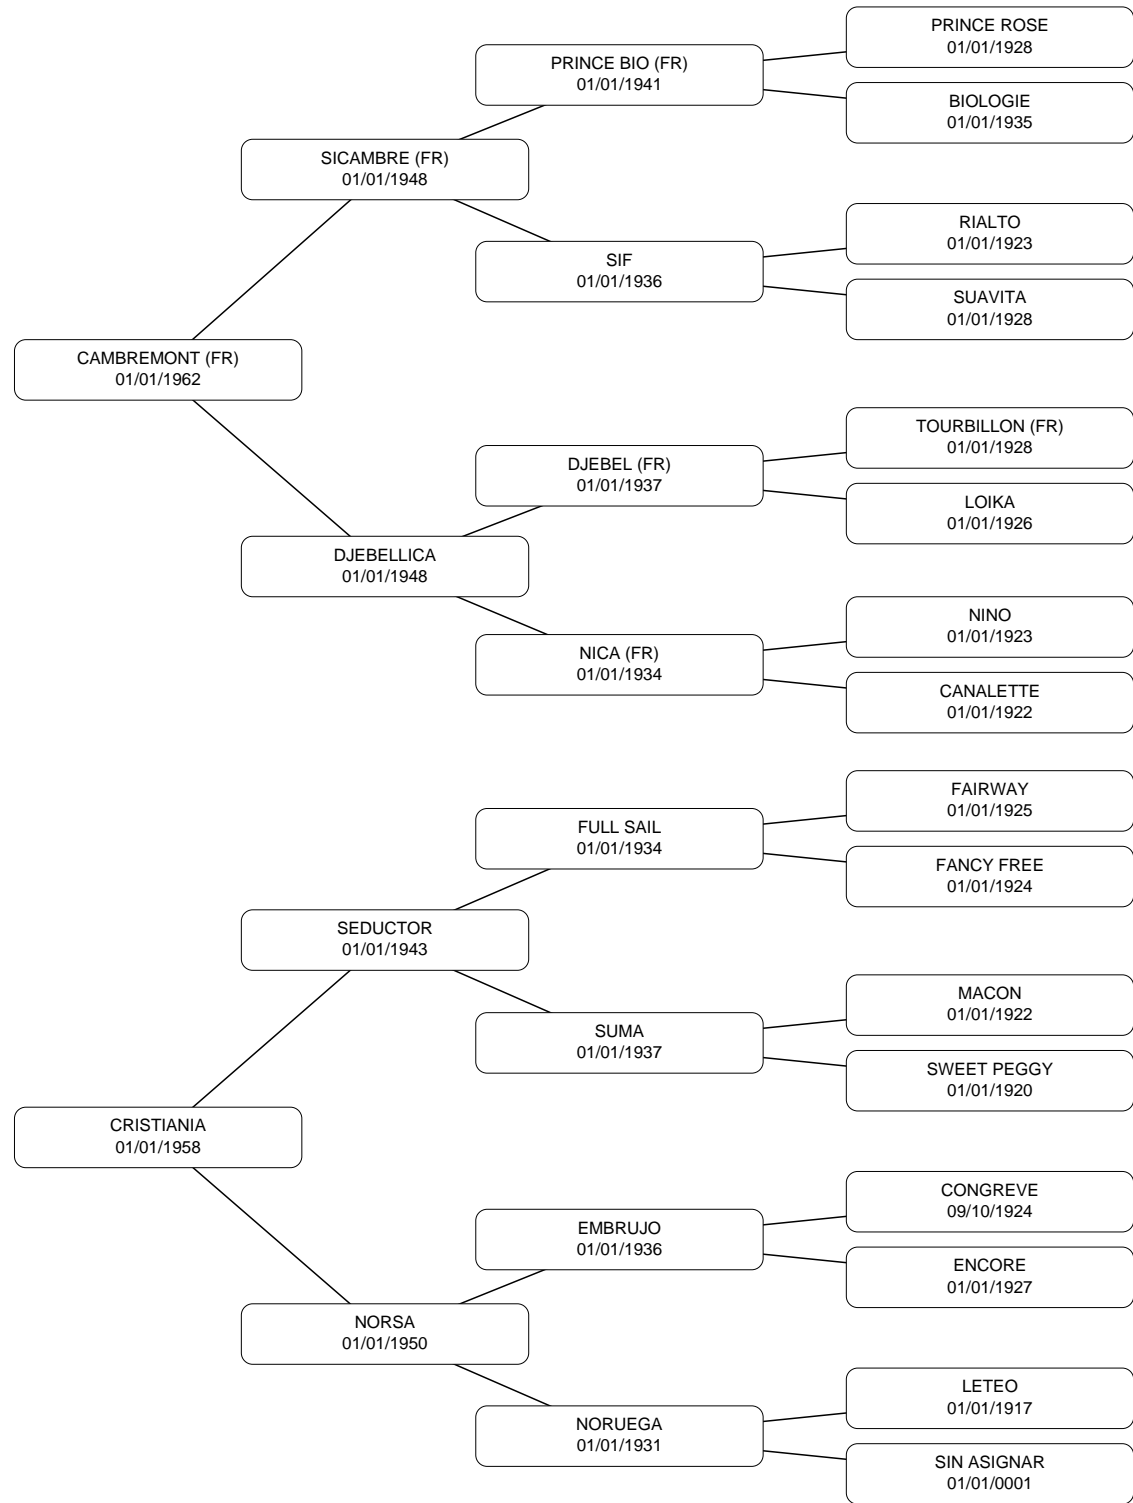 PRINCE ROSE
01/01/1928
PRINCE BIO (FR)
01/01/1941
BIOLOGIE
01/01/1935
SICAMBRE (FR)
01/01/1948
RIALTO
01/01/1923
SIF
01/01/1936
SUAVITA
01/01/1928
CAMBREMONT (FR)
01/01/1962
TOURBILLON (FR)
01/01/1928
DJEBEL (FR)
01/01/1937
LOIKA
01/01/1926
DJEBELLICA
01/01/1948
NINO
01/01/1923
NICA (FR)
01/01/1934
CANALETTE
01/01/1922
FAIRWAY
01/01/1925
FULL SAIL
01/01/1934
FANCY FREE
01/01/1924
SEDUCTOR
01/01/1943
MACON
01/01/1922
SUMA
01/01/1937
SWEET PEGGY
01/01/1920
CRISTIANIA
01/01/1958
CONGREVE
09/10/1924
EMBRUJO
01/01/1936
ENCORE
01/01/1927
NORSA
01/01/1950
LETEO
01/01/1917
NORUEGA
01/01/1931
SIN ASIGNAR
01/01/0001